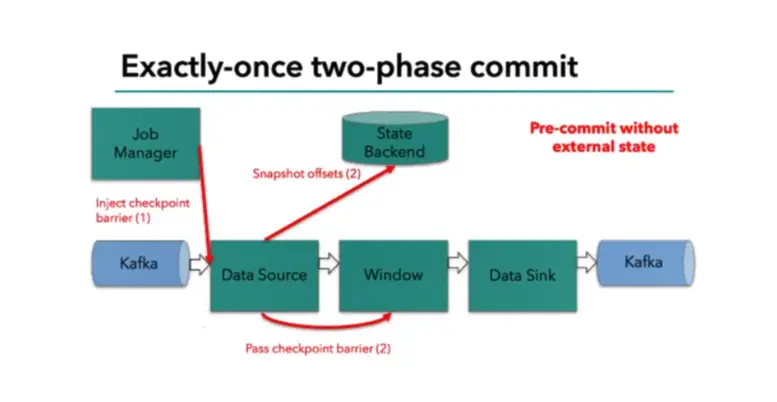 Exactly-once two-phase commit
Job
Manager
State
Backend
Pre-commit without
external state
Snapshot offsets (2)
Inject checkpoint
barrier (1)
Kafka
Data Source
Window
Data Sink
Kafka
Pass checkpoint barrier (2)